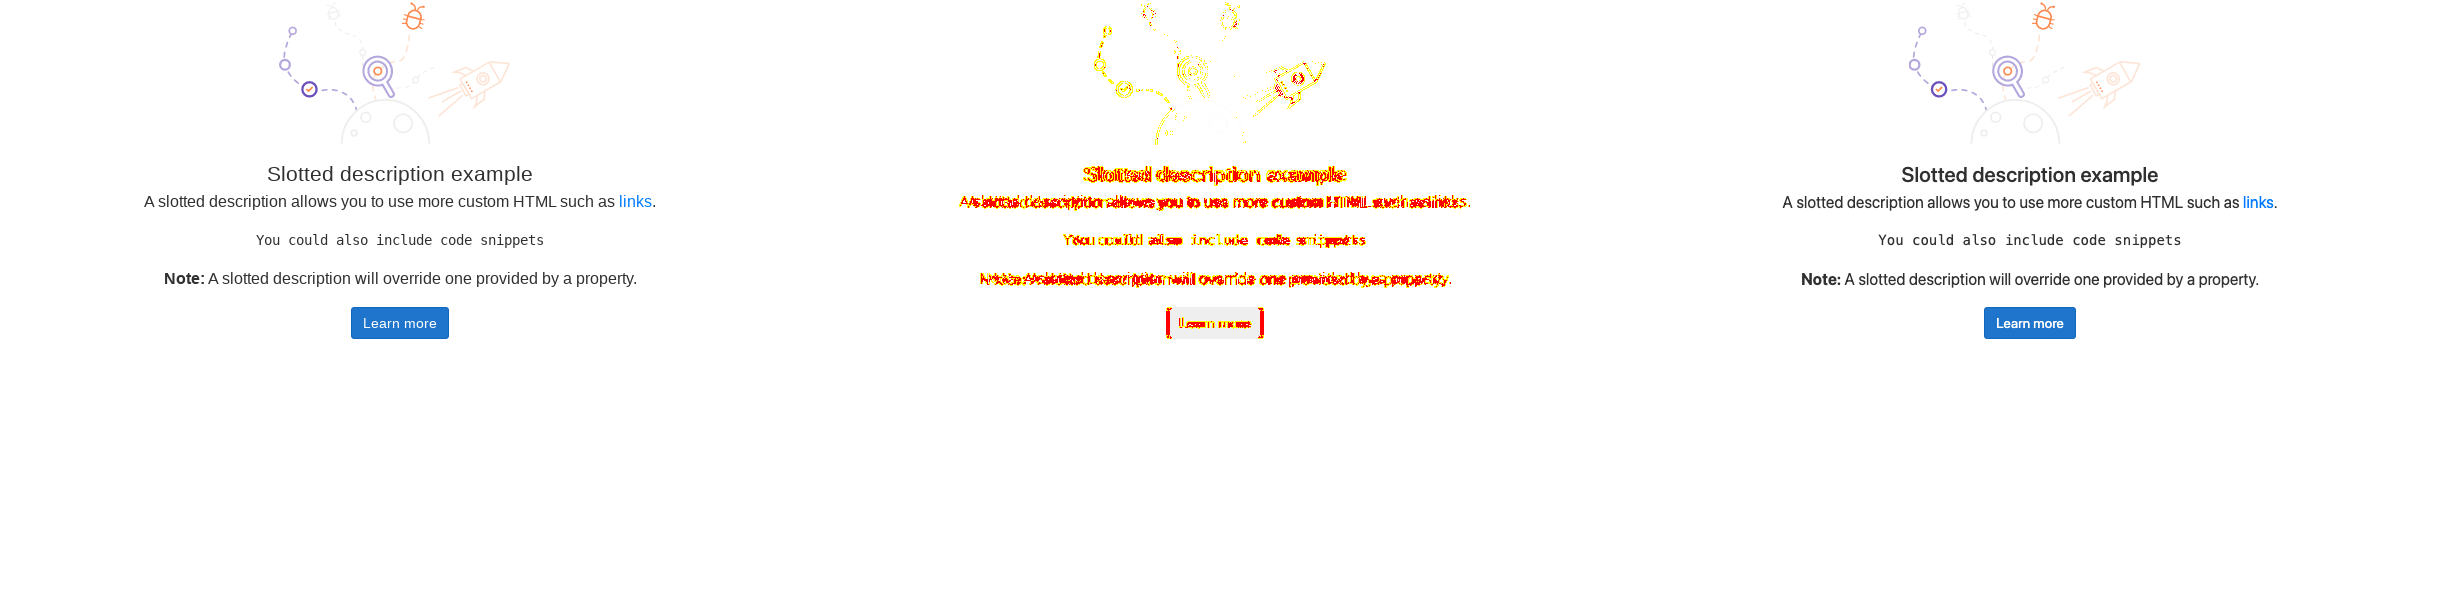 Slotted description example
A slotted description allows you to use more custom HTML such as links.
You could also include code snippets
Note: A slotted description will override one provided by a property.
Learn more
Slotted description example
A slotted description allows you to use more custom HTML such as links.
You could also include code snippets
Note: A slotted description will override one provided by a property.
Learn more
Slotted description example
A slotted description allows you to use more custom HTML such as links.
You could also include code snippets
Note: A slotted description will override one provided by a property.
Learn more